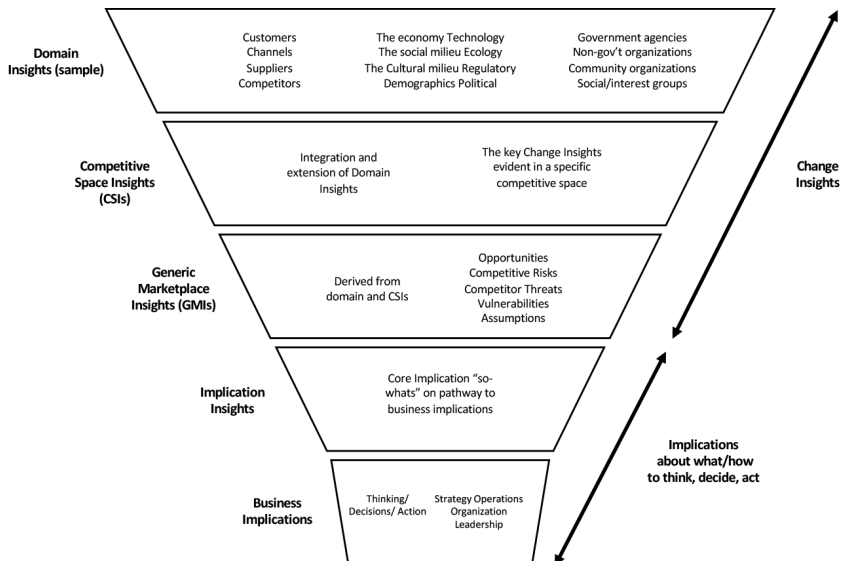 Domain
Insights (sample)
Customers
Channels
Suppliers
Competitors
The economy Technology
The social milieu Ecology
The Cultural milieu Regulatory
Demographics Political
Government agencies
Non-gov't organizations
Community organizations
Social/interest groups
Competitive
Space Insights
(CSIs)
Integration and
extension of Domain
Insights
The key Change Insights
evident in a specific
competitive space
Change
Insights
Generic
Marketplace
Insights (GMIs)
Derived from
domain and CSIs
Opportunities
Competitive Risks
Competitor Threats
Vulnerabilities
Assumptions
Implication
Insights
Core Implication "so-
whats" on pathway to
business implications
Implications
about what/how
to think, decide, act
Business
Implications
Thinking/
Decisions/ Action
Strategy Operations
Organization
Leadership